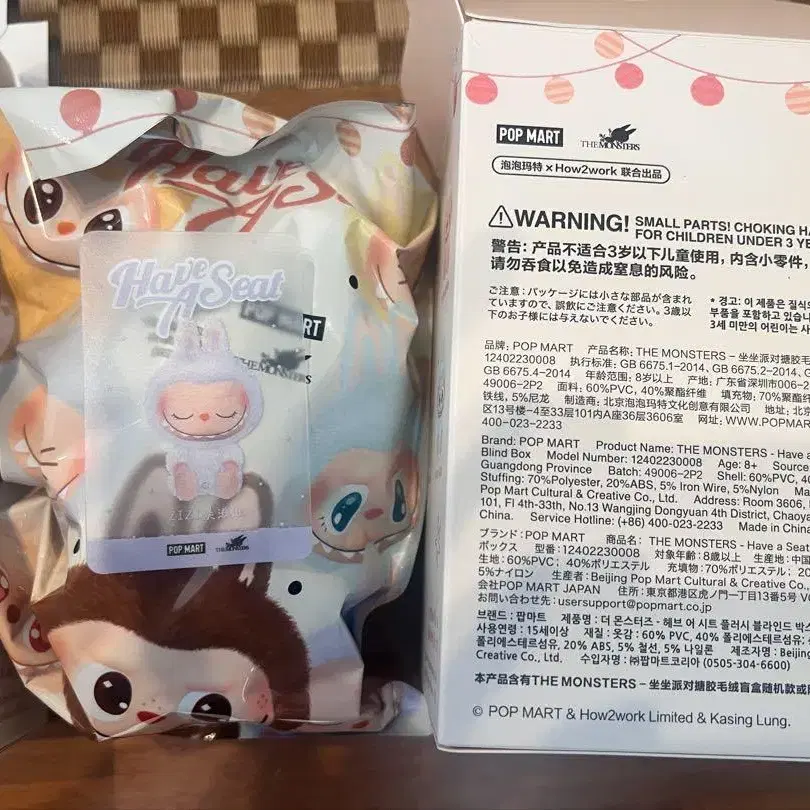 Have
A S
Have
A Seat
POP MART
THE MONSTERS
ZIZI
POP MART
THE MONSTERS
POP MART
THE MONSTERS
泡泡玛特 × How2work 联合出品
WARNING! SMALL PARTS! CHOKING HA
FOR CHILDREN UNDER 3 YE
警告: 产品不适合3岁以下儿童使用, 内含小零件,
请勿吞食以免造成窒息的风险。
ご注意: パッケージには小さな部品が含まれ
ていますので、誤飲にご注意ください。3歳以
下のお子様には与えないでください。
* 경고: 이 제품은 질식의
부품을 포함하고 있습니
3세 미만의 어린이는 사
品牌: POP MART 产品名称: THE MONSTERS – 坐坐派对搪胶毛
12402230008 执行标准: GB 6675.1–2014、GB 6675.2–2014、G
GB 6675.4–2014 年龄范围: 8岁以上 产地: 广东省深圳市006-2
49006-2P2 面料: 60%PVC, 40%聚酯纤维 填充物: 70%聚酯纤
铁线, 5%尼龙 制造商: 北京泡泡玛特文化创意有限公司 地址: 北京
区13号楼-4至33层101内A座36层3606室 网址: WWW.POPMAR
400-023-2233
Brand: POP MART Product Name: THE MONSTERS - Have a
Blind Box Model Number: 12402230008 Age: 8+ Source
Guangdong Province Batch: 49006-2P2 Shell: 60%PVC, 40
Stuffing: 70%Polyester, 20%ABS, 5% Iron Wire, 5%Nylon Ma
Pop Mart Cultural & Creative Co., Ltd. Address: Room 3606,
101, Fl 4th-33th, No.13 Wangjing Dongyuan 4th District, Chaoya
China. Service Hotline: (+86) 400-023-2233 Made in China
ブランド: POP MART 商品名: THE MONSTERS - Have a Seat
ボックス 型番: 12402230008 対象年齢: 8歳以上 生産地: 中国
生地: 60%PVC; 40%ポリエステル 充填物: 70%ポリエステル; 20
5%ナイロン 生産者: Beijing Pop Mart Cultural & Creative Co.,
会社POP MART JAPAN 住所: 東京都港区虎ノ門一丁目13番5号 V
お問い合わせ先: usersupport@popmart.co.jp
브랜드: 팝마트 제품명: 더 몬스터즈 - 헤브 어 시트 플러시 블라인드 박스
사용연령: 15세이상 재질: 옷감: 60% PVC, 40% 폴리에스테르섬유:
폴리에스테르섬유, 20% ABS, 5% 철선, 5% 나일론 제조자명: Beijing
Creative Co., Ltd. 수입자명: ㈜팝마트코리아 (0505-304-6600)
本产品含有THE MONSTERS – 坐坐派对搪胶毛绒盲盒随机款或
© POP MART & How2work Limited & Kasing Lung.